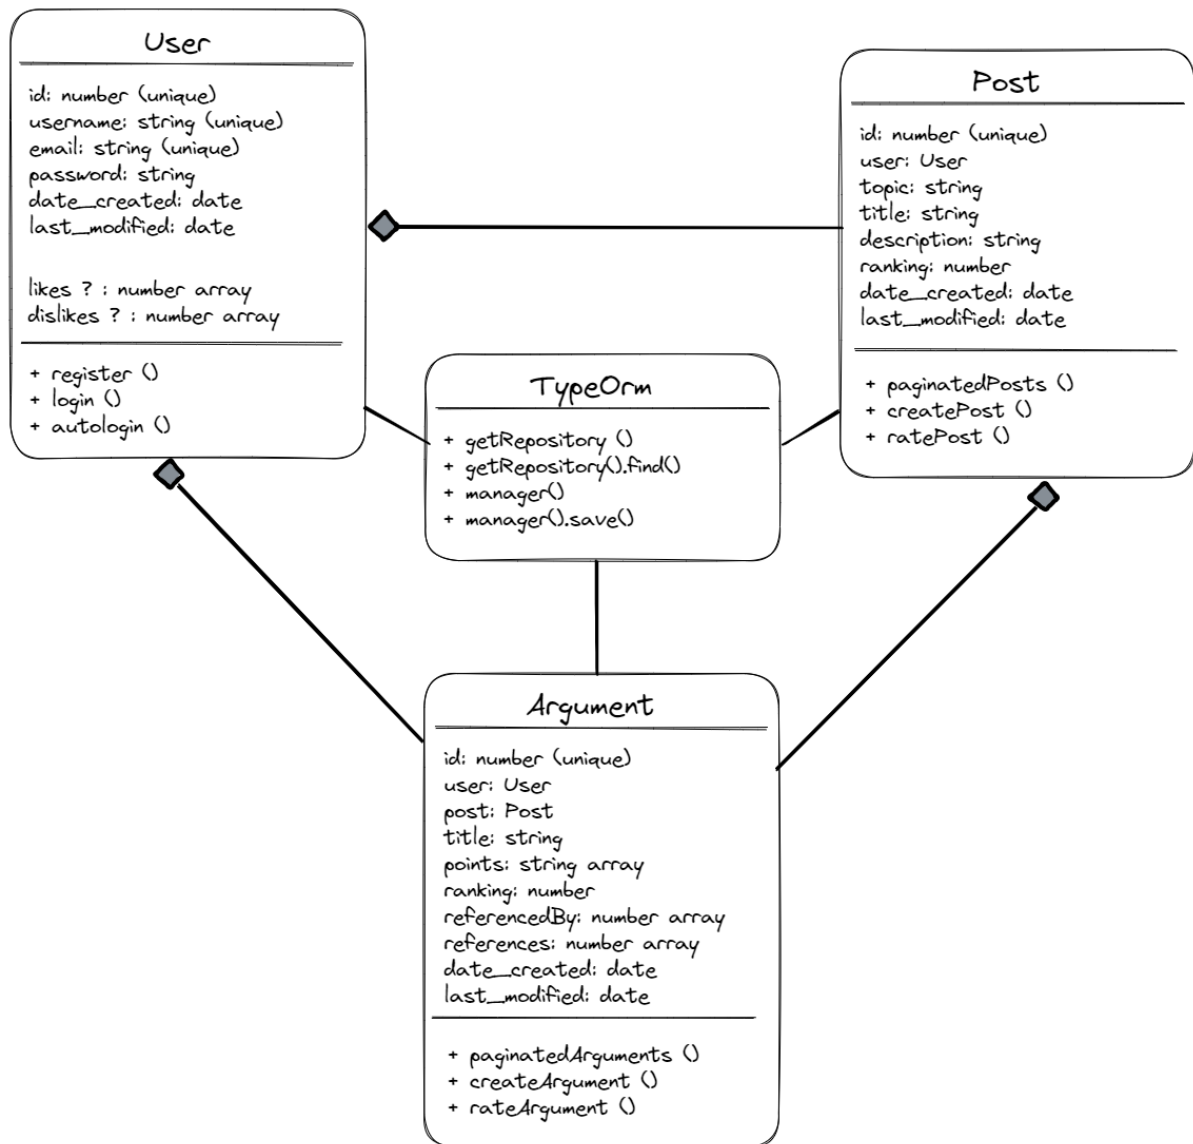 User
id: number (unique)
username: string (unique)
email: string (unique)
password: string
date_created: date
last_modified: date
likes ? : number array
dislikes ? : number array
+ register ()
+ login ()
+ autologin ()
Post
id: number (unique)
user: User
topic: string
title: string
description: string
ranking: number
date_created: date
last_modified: date
+ paginatedPosts ()
+ createPost ()
+ ratePost ()
TypeOrm
+ getRepository ()
+ getRepository().find()
+ manager()
+ manager().save()
Argument
id: number (unique)
user: User
post: Post
title: string
points: string array
ranking: number
referencedBy: number array
references: number array
date_created: date
last_modified: date
+ paginatedArguments ()
+ createArgument ()
+ rateArgument ()